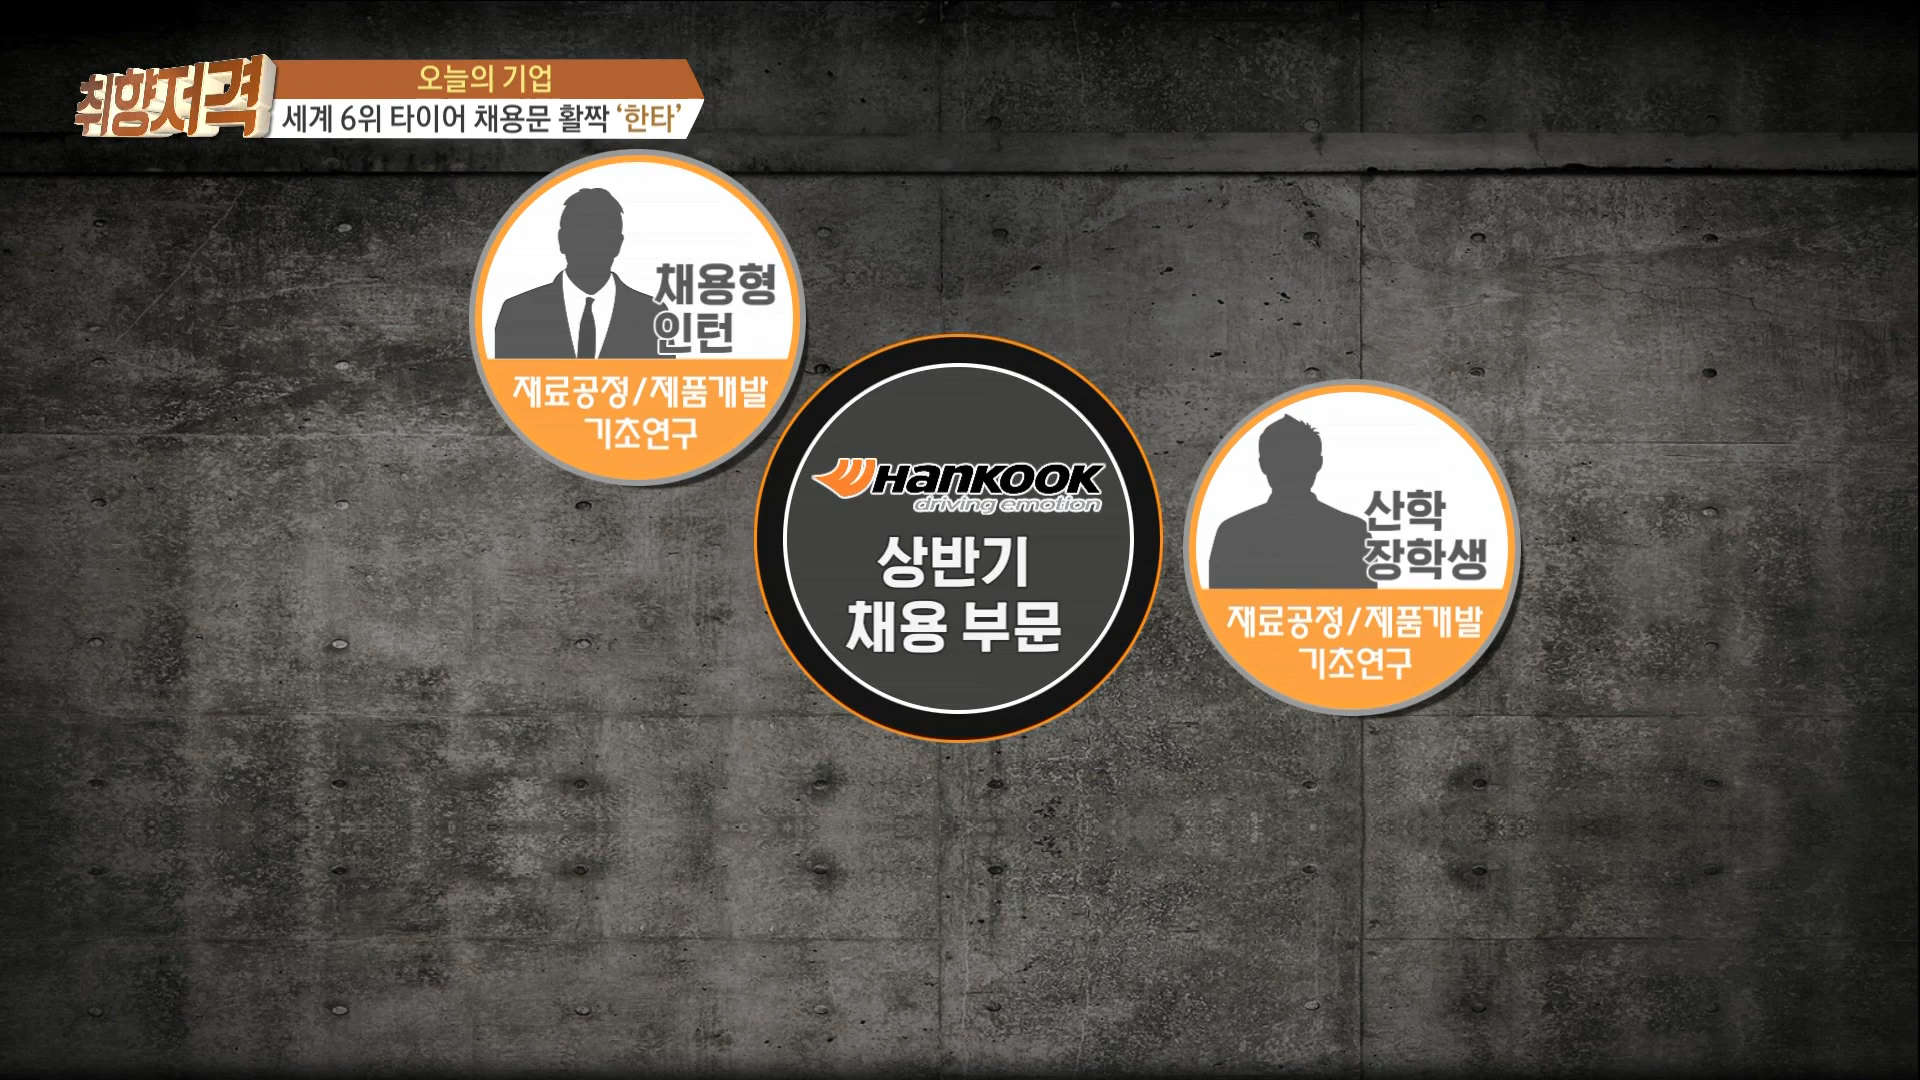 취향저격
오늘의 기업
세계 6위 타이어 채용문 활짝 ‘한타’
채용형
인턴
재료공정/제품개발
기초연구
HANKOOK
driving emotion
상반기
채용 부문
산학
장학생
재료공정/제품개발
기초연구